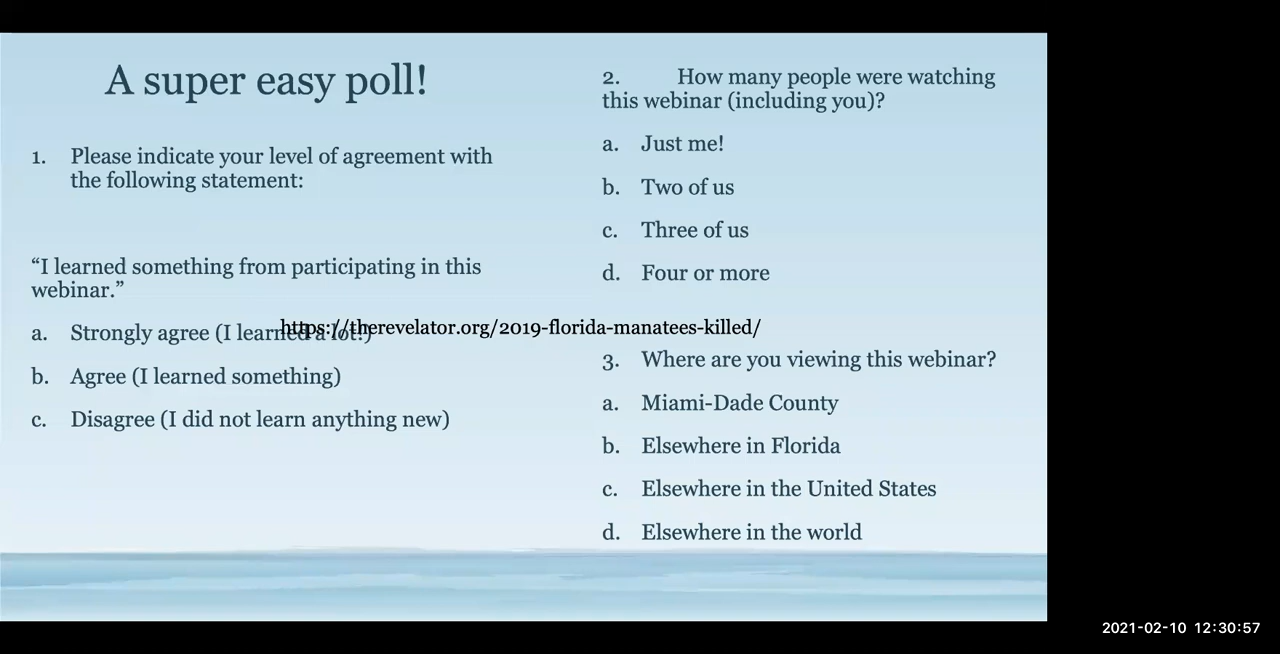 A super easy poll!
1. Please indicate your level of agreement with
the following statement:
“I learned something from participating in this
webinar.”
a. Strongly agree (I learned a lot!)
https://therevelator.org/2019-florida-manatees-killed/
b. Agree (I learned something)
c. Disagree (I did not learn anything new)
2. How many people were watching
this webinar (including you)?
a. Just me!
b. Two of us
c. Three of us
d. Four or more
3. Where are you viewing this webinar?
a. Miami-Dade County
b. Elsewhere in Florida
c. Elsewhere in the United States
d. Elsewhere in the world
2021-02-10 12:30:57